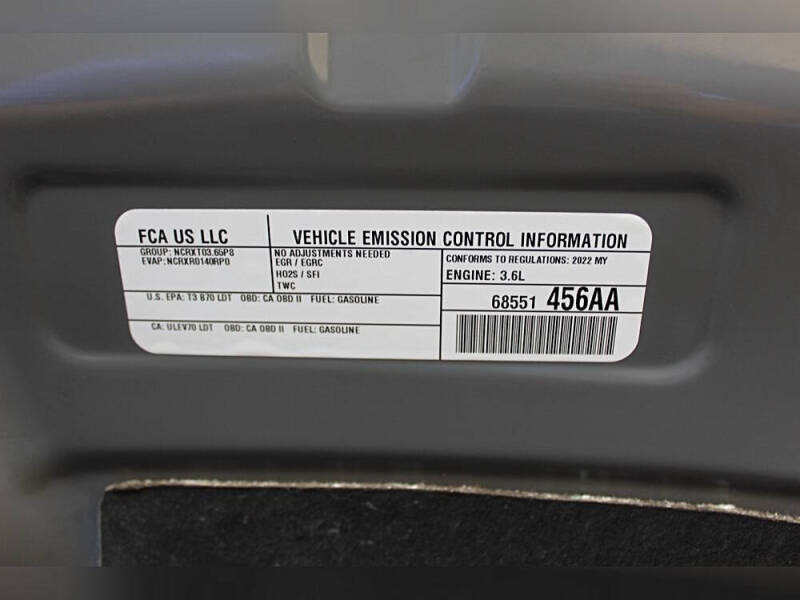 FCA US LLC
VEHICLE EMISSION CONTROL INFORMATION
GROUP: NCRXT03.65P8
EVAP: NCRXR0140RP0
NO ADJUSTMENTS NEEDED
EGR / EGRC
HO2S / SFI
TWC
CONFORMS TO REGULATIONS: 2022 MY
ENGINE: 3.6L
U.S. EPA: T3 B70 LDT OBD: CA OBD II FUEL: GASOLINE
CA: ULEV70 LDT OBD: CA OBD II FUEL: GASOLINE
68551 456AA